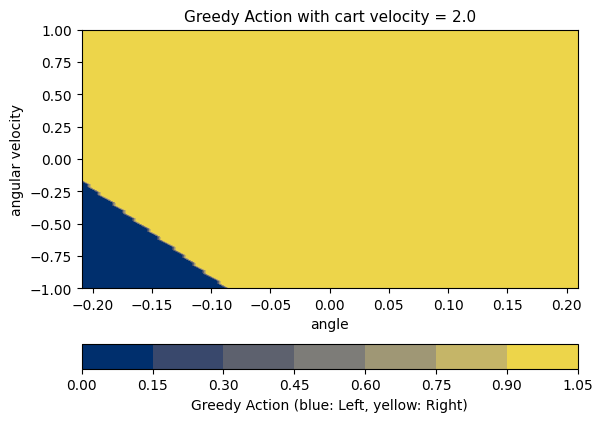 Greedy Action with cart velocity = 2.0
1.00
0.75
0.50
0.25
0.00
−0.25
−0.50
−0.75
−1.00
angular velocity
−0.20 −0.15 −0.10 −0.05 0.00 0.05 0.10 0.15 0.20
angle
0.00 0.15 0.30 0.45 0.60 0.75 0.90 1.05
Greedy Action (blue: Left, yellow: Right)